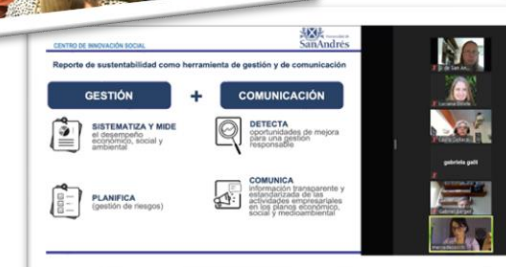 CENTRO DE INNOVACIÓN SOCIAL
Universidad de
SanAndrés
Reporte de sustentabilidad como herramienta de gestión y de comunicación
GESTIÓN
+
COMUNICACIÓN
SISTEMATIZA Y MIDE
el desempeño
económico, social y
ambiental
DETECTA
oportunidades de mejora
para una gestión
responsable
PLANIFICA
(gestión de riesgos)
COMUNICA
información transparente y
estandarizada de las
actividades empresariales
en los planos económico,
social y medioambiental
gabriela galli